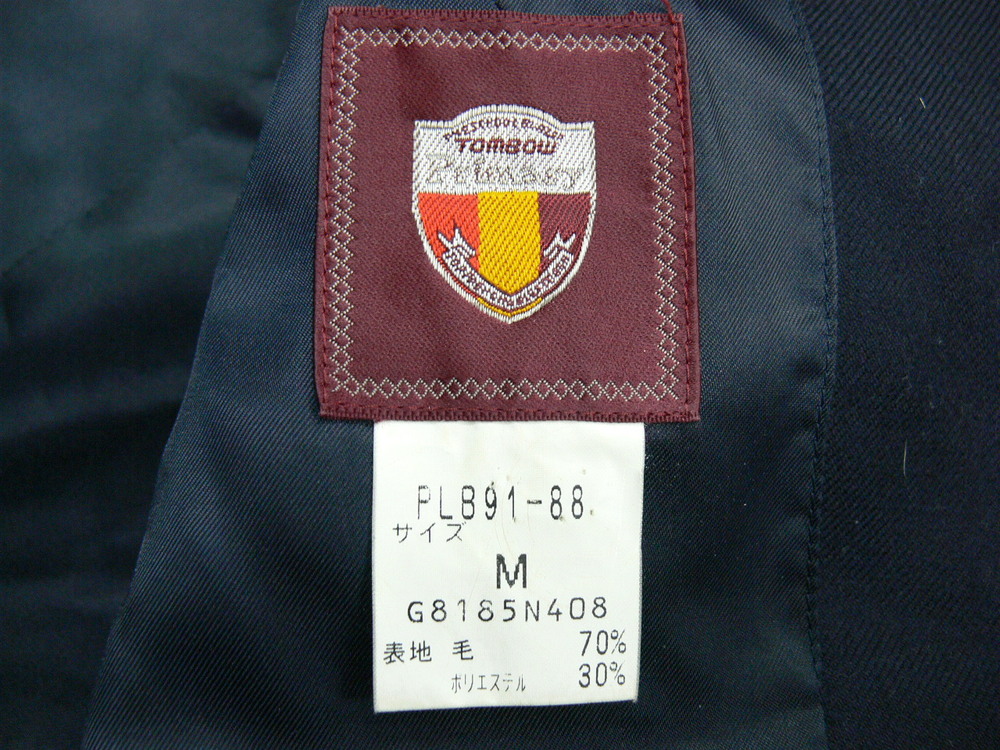 TOMBOW
PLB91-88
サイズ
M
G8185N408
表地 毛 70%
ポリエステル 30%